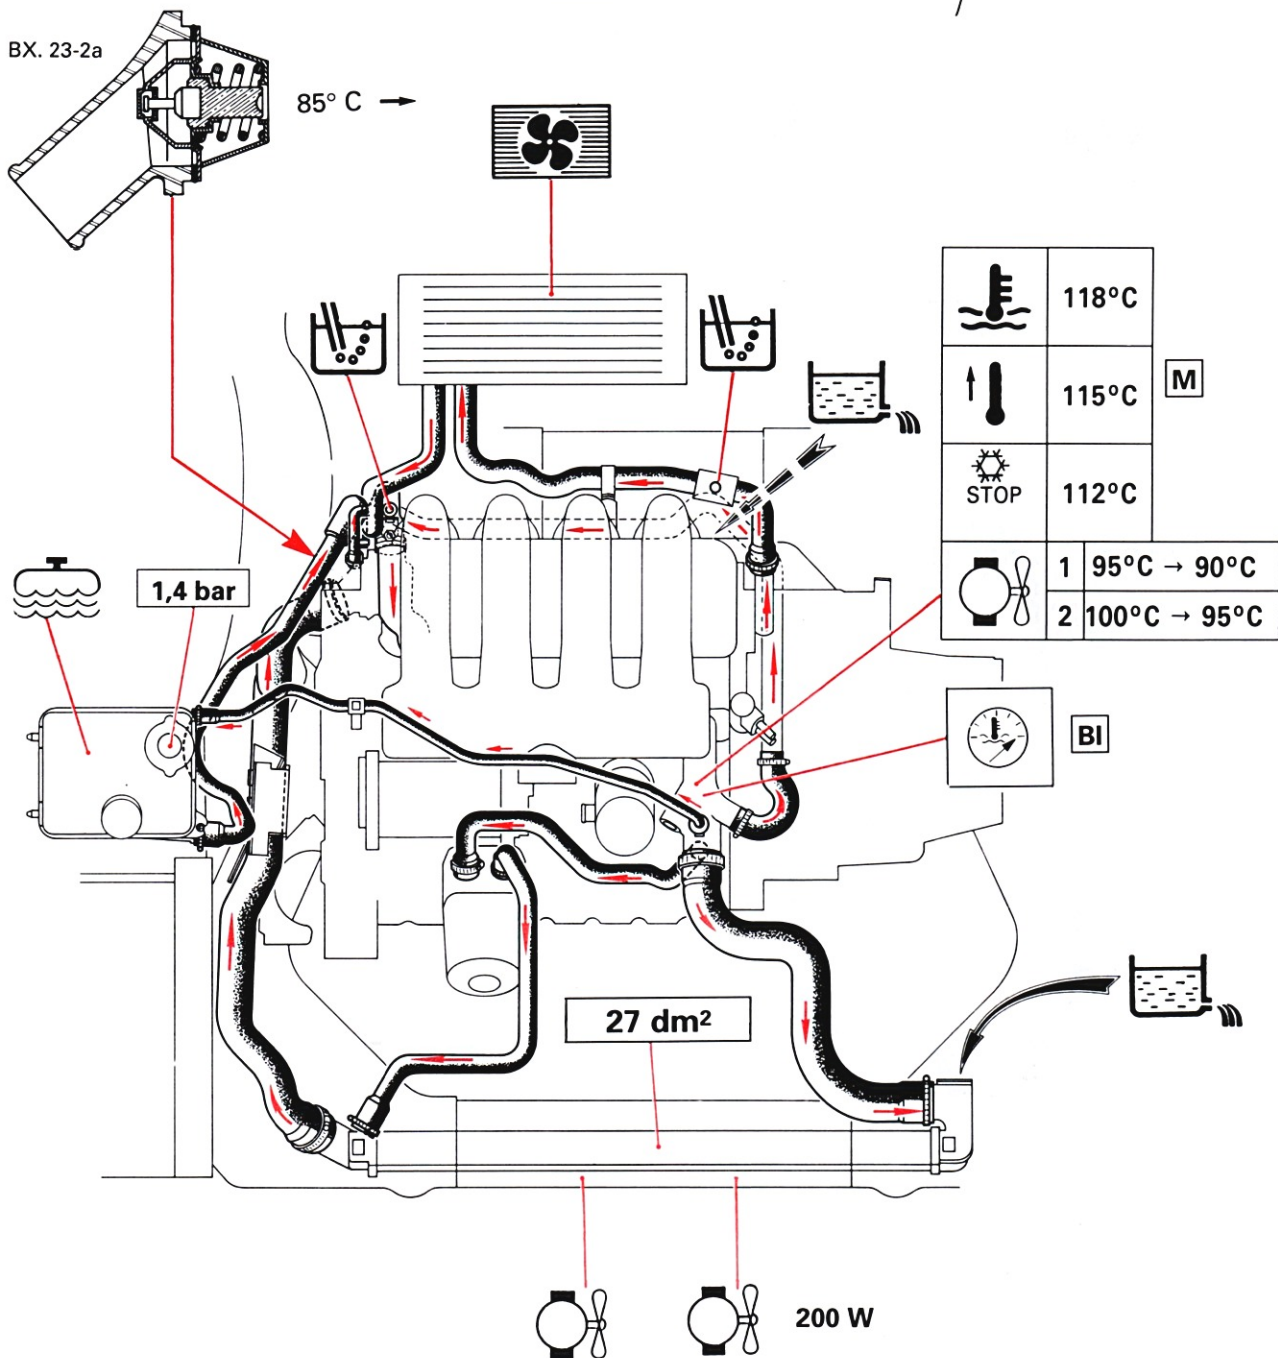 BX. 23-2a
85° C →
118°C
115°C
M
STOP
112°C
1 95°C → 90°C
2 100°C → 95°C
1,4 bar
BI
27 dm²
200 W